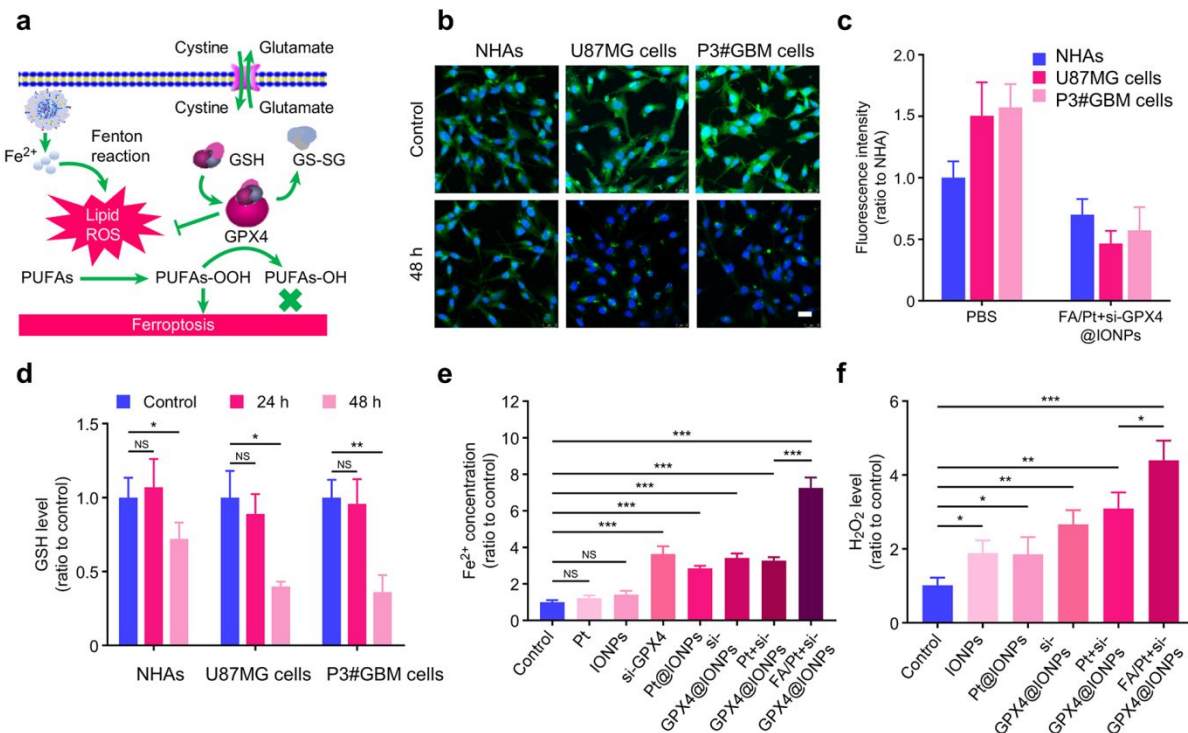 a
Cystine Glutamate
Cystine Glutamate
Fe²⁺
Fenton
reaction
GSH
GS-SG
Lipid
ROS
GPX4
PUFAs
PUFAs-OOH
PUFAs-OH
Ferroptosis
b
NHAs
U87MG cells
P3#GBM cells
Control
48 h
c
NHAs
U87MG cells
P3#GBM cells
Fluorescence intensity
(ratio to NHA)
2.0
1.5
1.0
0.5
0
PBS
FA/Pt+si-GPX4
@IONPs
d
Control
24 h
48 h
GSH level
(ratio to control)
1.5
1.0
0.5
0
*
NS
*
NS
**
NS
NHAs
U87MG cells
P3#GBM cells
e
Fe²⁺ concentration
(ratio to control)
12
10
8
6
4
2
0
***
***
***
***
***
***
NS
NS
Control
Pt
IONPs
si-GPX4
Pt@IONPs
si-
GPX4@IONPs
Pt+si-
GPX4@IONPs
FA/Pt+si-
GPX4@IONPs
f
H₂O₂ level
(ratio to control)
6
4
2
0
***
*
**
**
*
*
Control
IONPs
Pt@IONPs
si-
GPX4@IONPs
Pt+si-
GPX4@IONPs
FA/Pt+si-
GPX4@IONPs